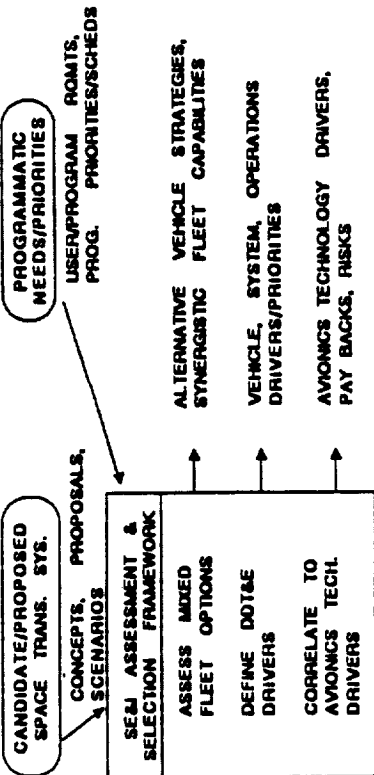 CANDIDATE/PROPOSED
SPACE TRANS. SYS.
CONCEPTS, PROPOSALS,
SCENARIOS
PROGRAMMATIC
NEEDS/PRIORITIES
USER/PROGRAM RQMTS,
PROG. PRIORITIES/SCHEDS
SE&I ASSESSMENT &
SELECTION FRAMEWORK
ASSESS MIXED
FLEET OPTIONS
ALTERNATIVE VEHICLE STRATEGIES,
SYNERGISTIC FLEET CAPABILITIES
DEFINE DDT&E
DRIVERS
VEHICLE, SYSTEM, OPERATIONS
DRIVERS/PRIORITIES
CORRELATE TO
AVIONICS TECH.
DRIVERS
AVIONICS TECHNOLOGY DRIVERS,
PAY BACKS, RISKS